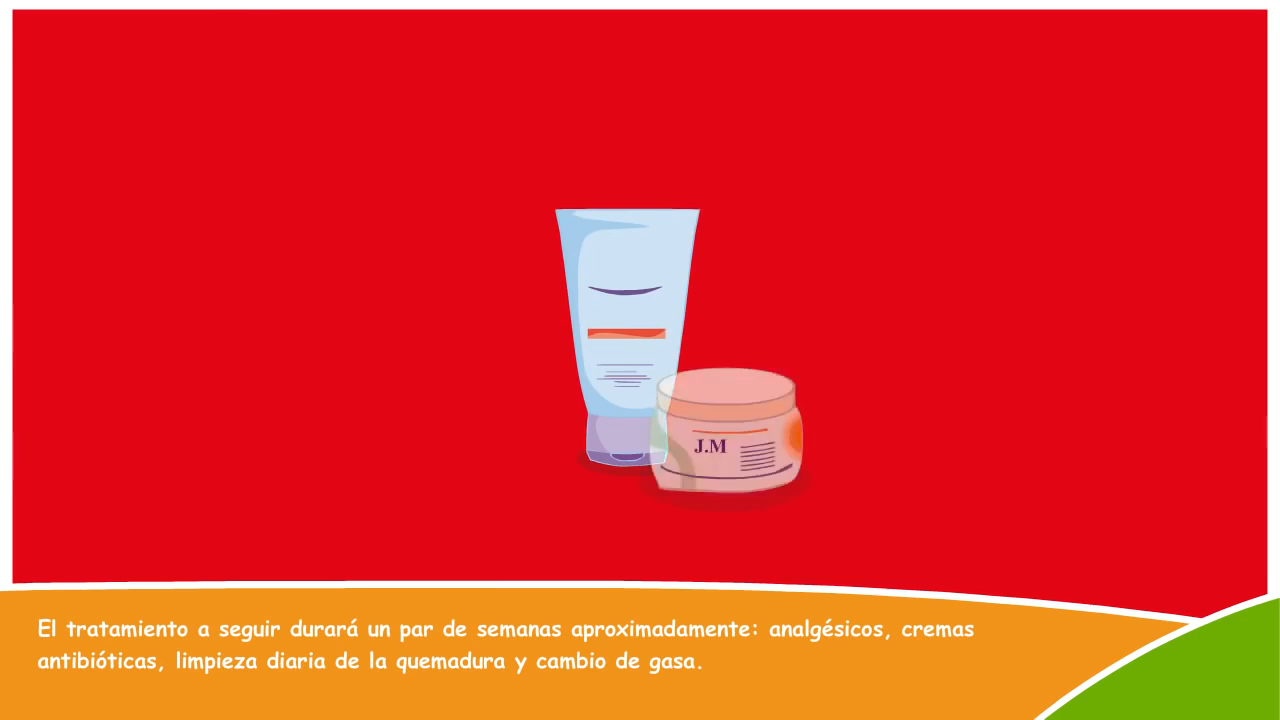 J.M
El tratamiento a seguir durará un par de semanas aproximadamente: analgésicos, cremas
antibióticas, limpieza diaria de la quemadura y cambio de gasa.